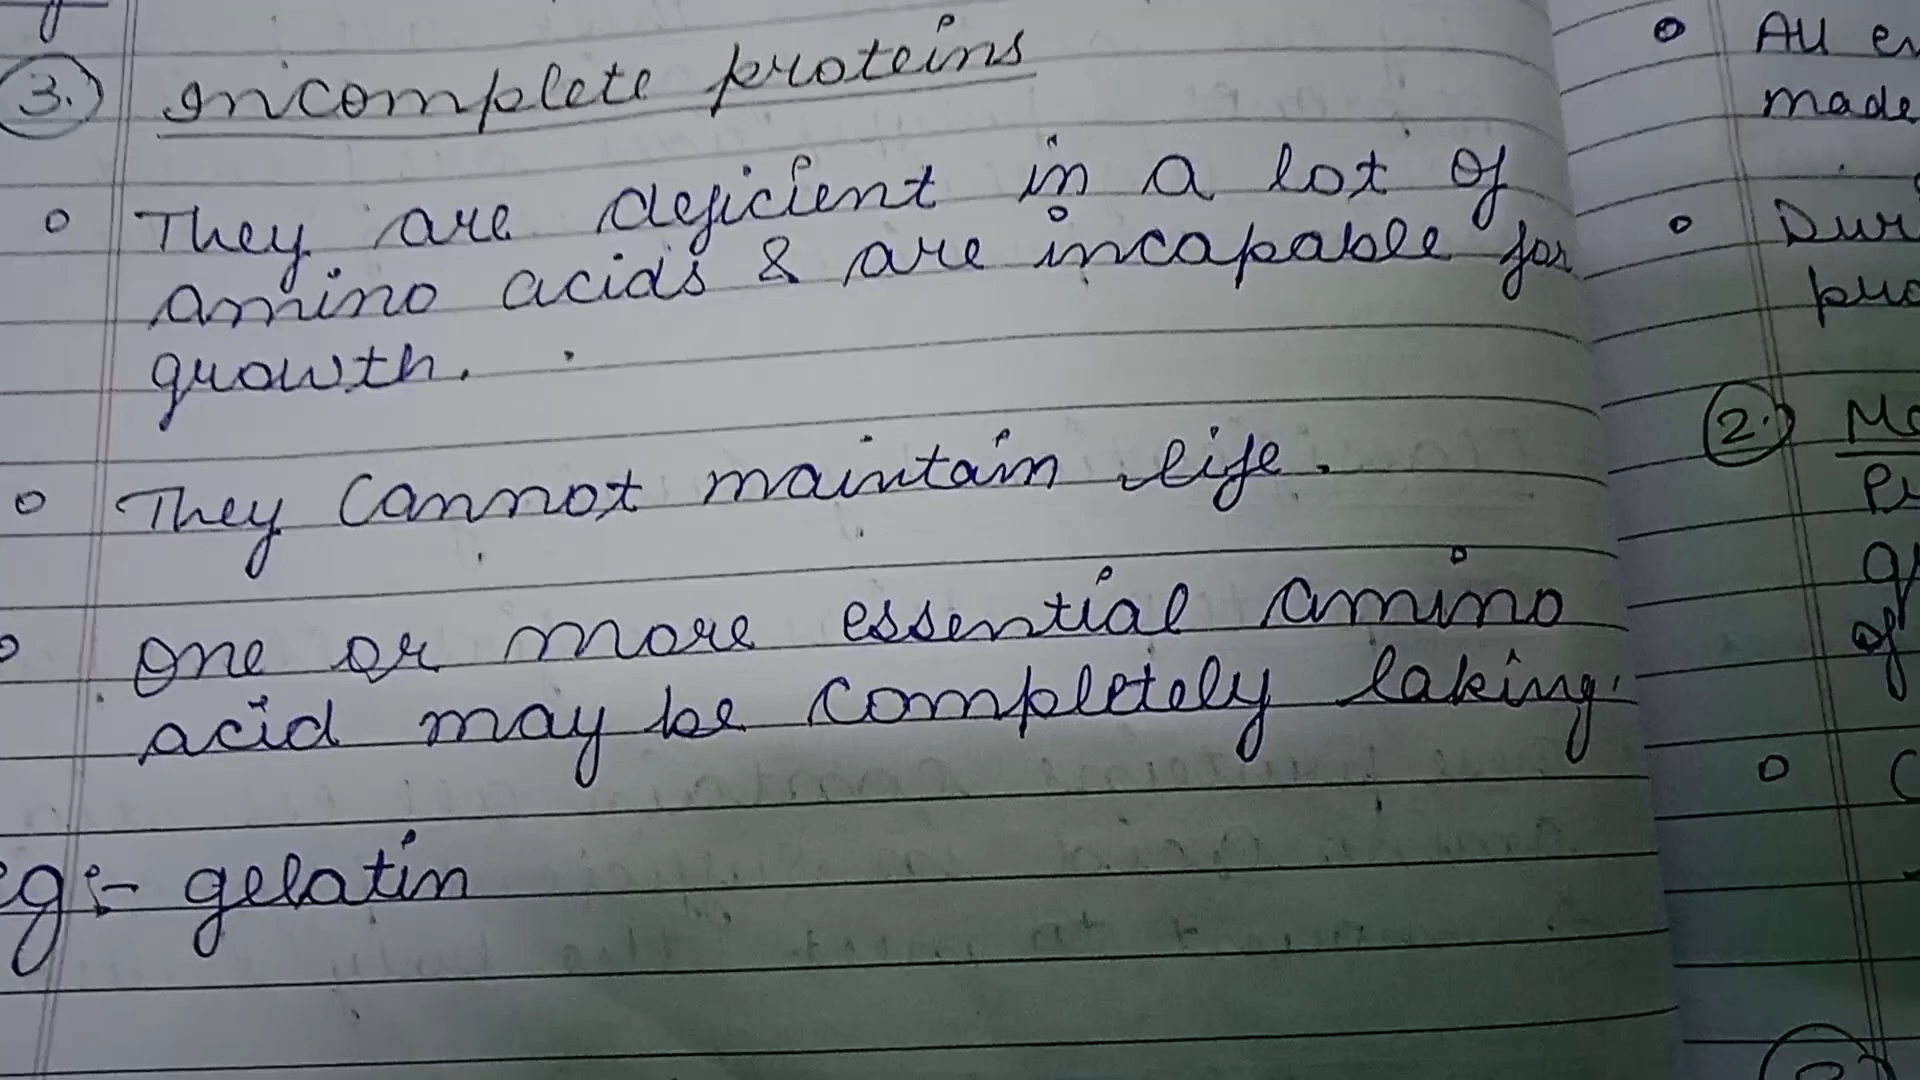 3. Incomplete proteins
They are deficient in a lot of
amino acids & are incapable for
growth.
They cannot maintain life.
One or more essential amino
acid may be completely laking.
eg:- gelatin
All
made
2.
of